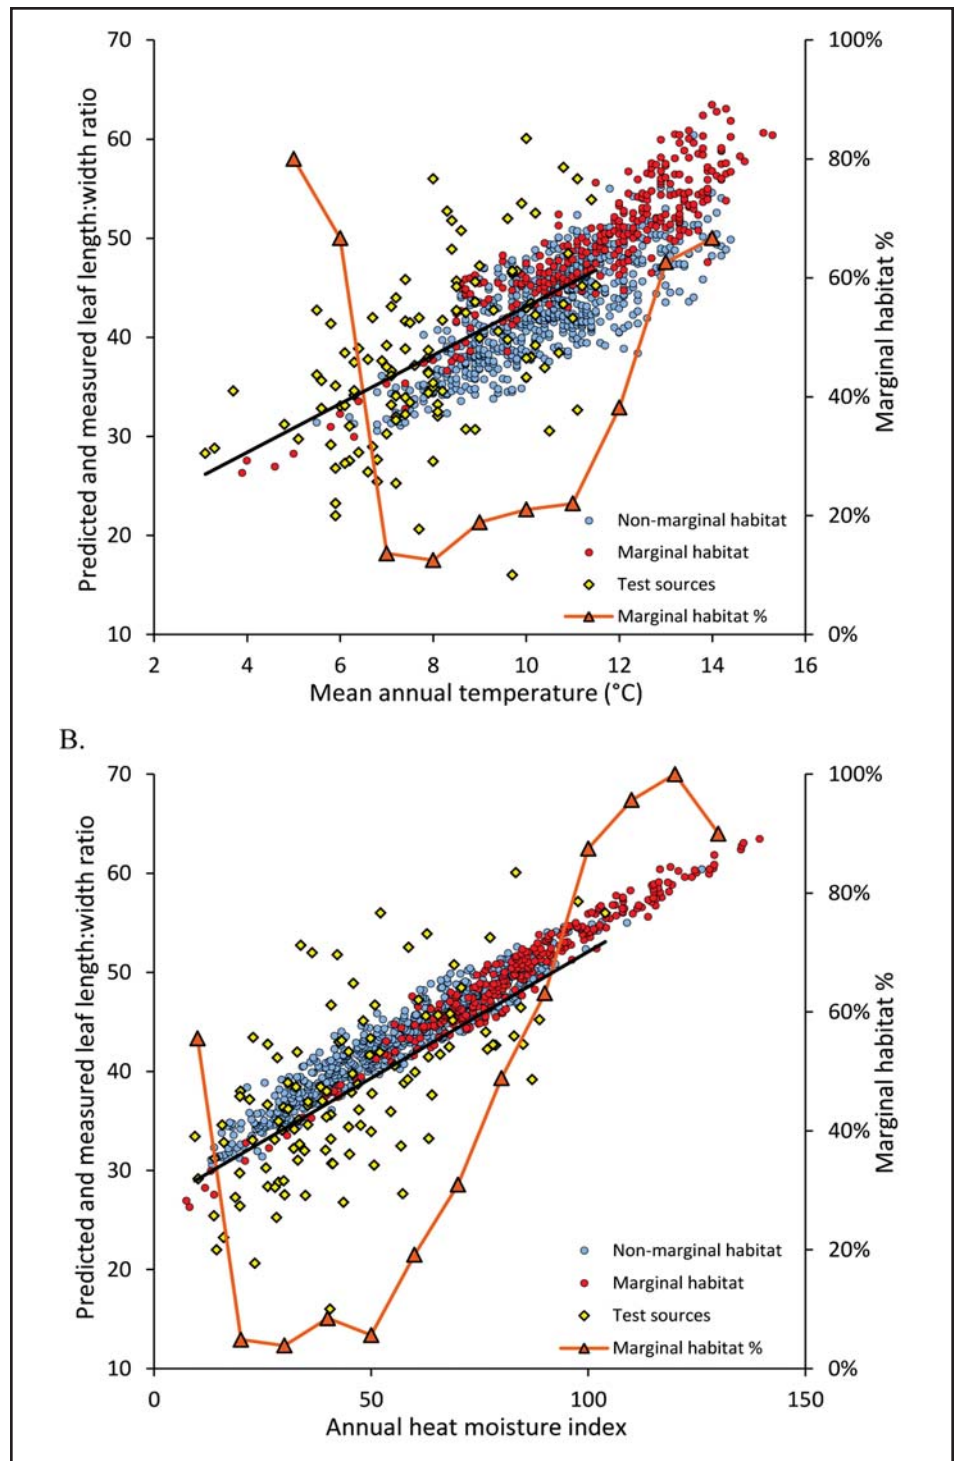 70
60
50
40
30
20
10
Predicted and measured leaf length:width ratio
100%
80%
60%
40%
20%
0%
Marginal habitat %
Non-marginal habitat
Marginal habitat
Test sources
Marginal habitat %
2 4 6 8 10 12 14 16
Mean annual temperature (°C)
B.
70
60
50
40
30
20
10
Predicted and measured leaf length:width ratio
100%
80%
60%
40%
20%
0%
Marginal habitat %
Non-marginal habitat
Marginal habitat
Test sources
Marginal habitat %
0 50 100 150
Annual heat moisture index